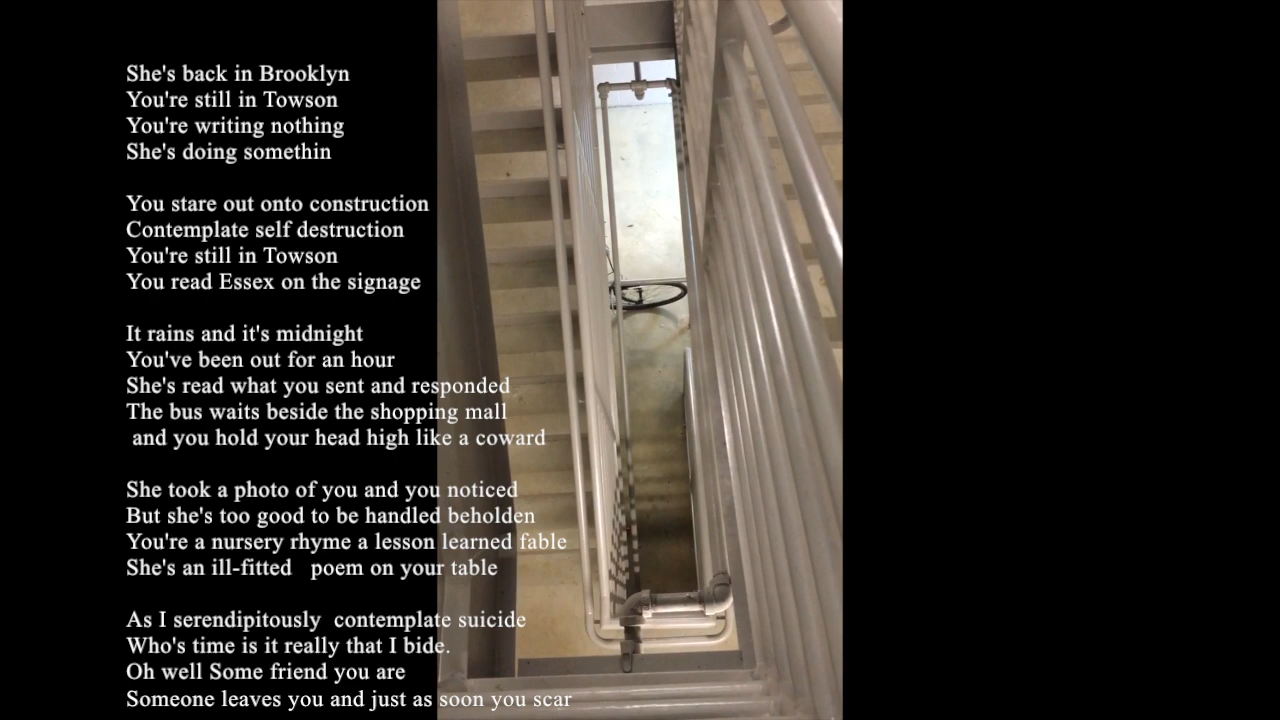 She's back in Brooklyn
You're still in Towson
You're writing nothing
She's doing somethin
You stare out onto construction
Contemplate self destruction
You're still in Towson
You read Essex on the signage
It rains and it's midnight
You've been out for an hour
She's read what you sent and responded
The bus waits beside the shopping mall
and you hold your head high like a coward
She took a photo of you and you noticed
But she's too good to be handled beholden
You're a nursery rhyme a lesson learned fable
She's an ill-fitted poem on your table
As I serendipitously contemplate suicide
Who's time is it really that I bide.
Oh well Some friend you are
Someone leaves you and just as soon you scar